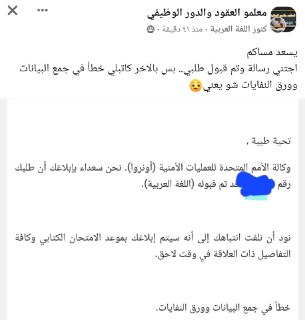 معلمو العقود والدور الوظيفي
كنوز اللغة العربية · منذ ٤١ دقيقة ·
يسعد مساكم
اجتني رسالة وتم قبول طلبي.. بس بالاخر كاتبلي خطأ في جمع البيانات
وورق النفايات شو يعني
تحية طيبة ,
وكالة الأمم المتحدة للعمليات الأمنية (أونروا). نحن سعداء بإبلاغك أن طلبك
رقم قد تم قبوله (اللغة العربية).
نود أن نلفت انتباهك إلى أنه سيتم إبلاغك بموعد الامتحان الكتابي وكافة
التفاصيل ذات العلاقة في وقت لاحق.
خطأ في جمع البيانات وورق النفايات.